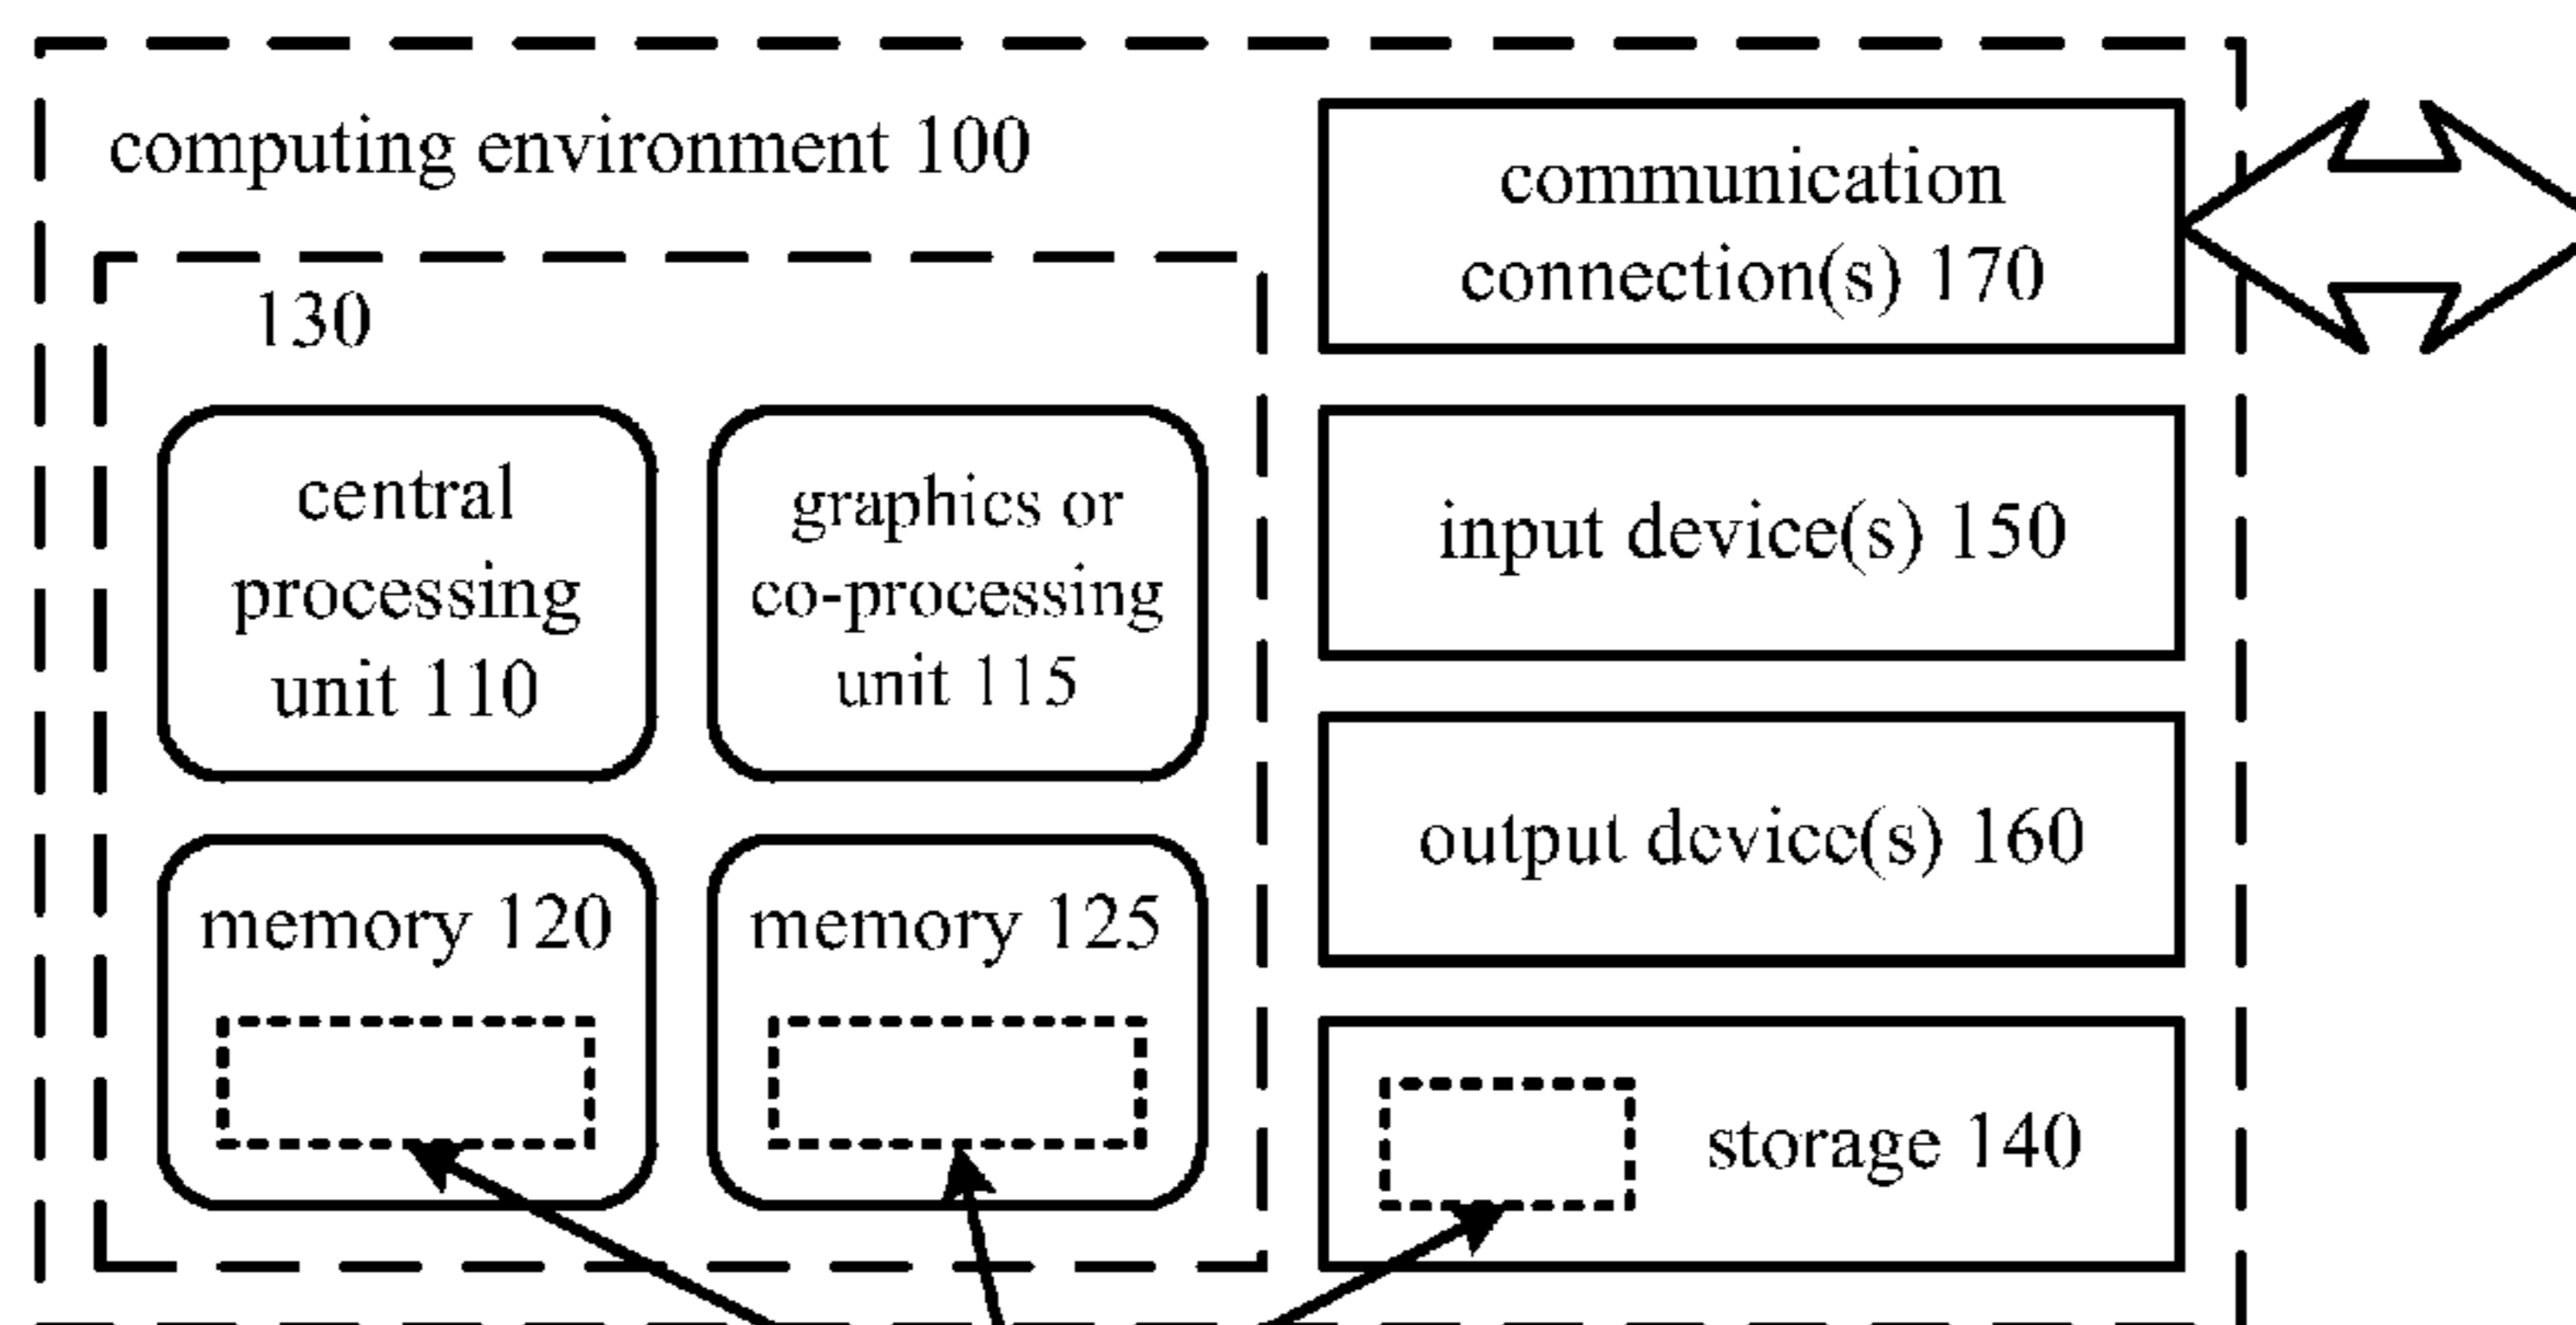 computing environment 100
communication
connection(s) 170
130
central
processing
unit 110
graphics or
co-processing
unit 115
input device(s) 150
output device(s) 160
memory 120
memory 125
storage 140